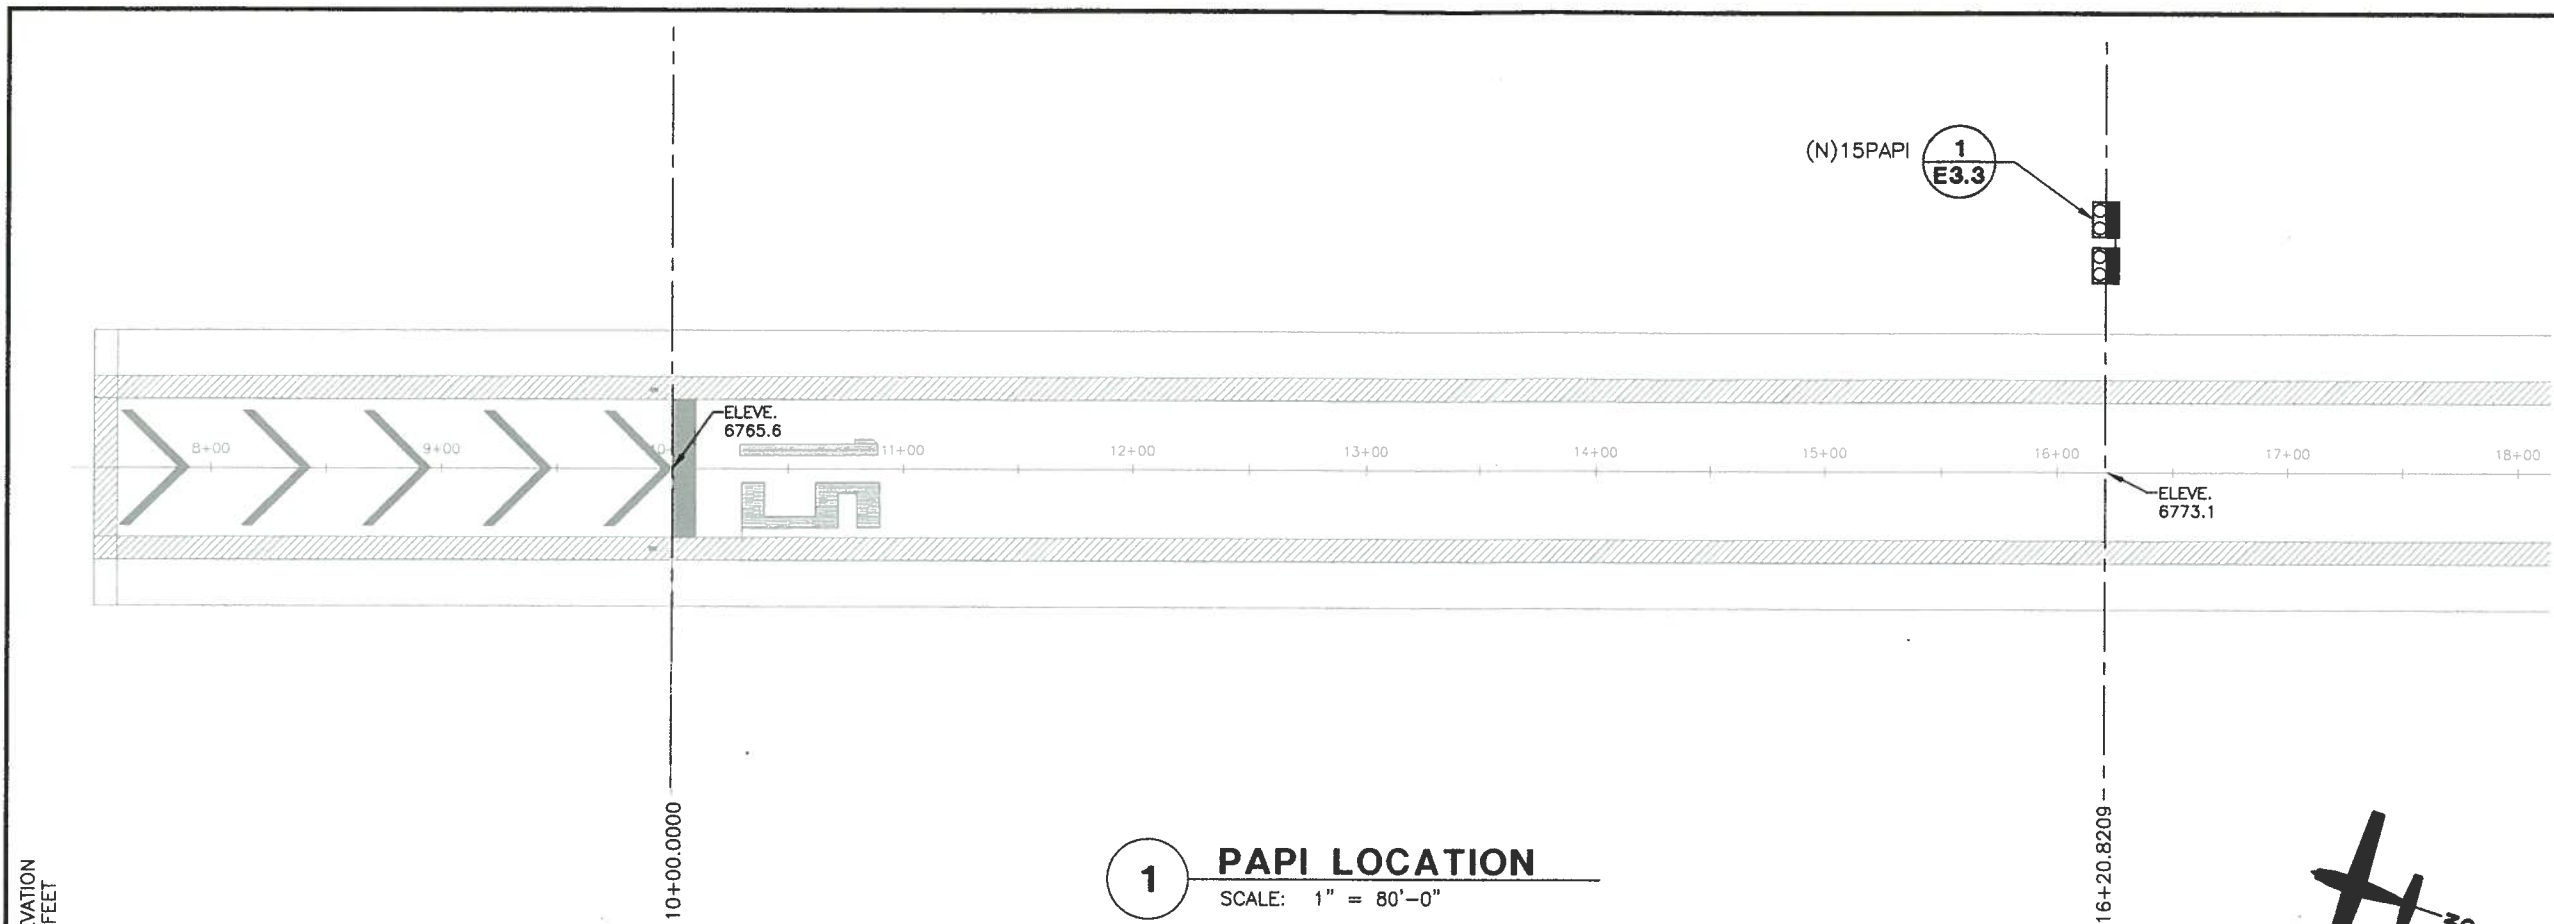 (N)15PAPI
1
E3.3
ELEVE.
6765.6
8+00
9+00
11+00
12+00
13+00
14+00
15+00
16+00
17+00
18+00
15
ELEVE.
6773.1
10+00.0000
16+20.8209
1
PAPI LOCATION
SCALE: 1" = 80'-0"
VATION
FEET